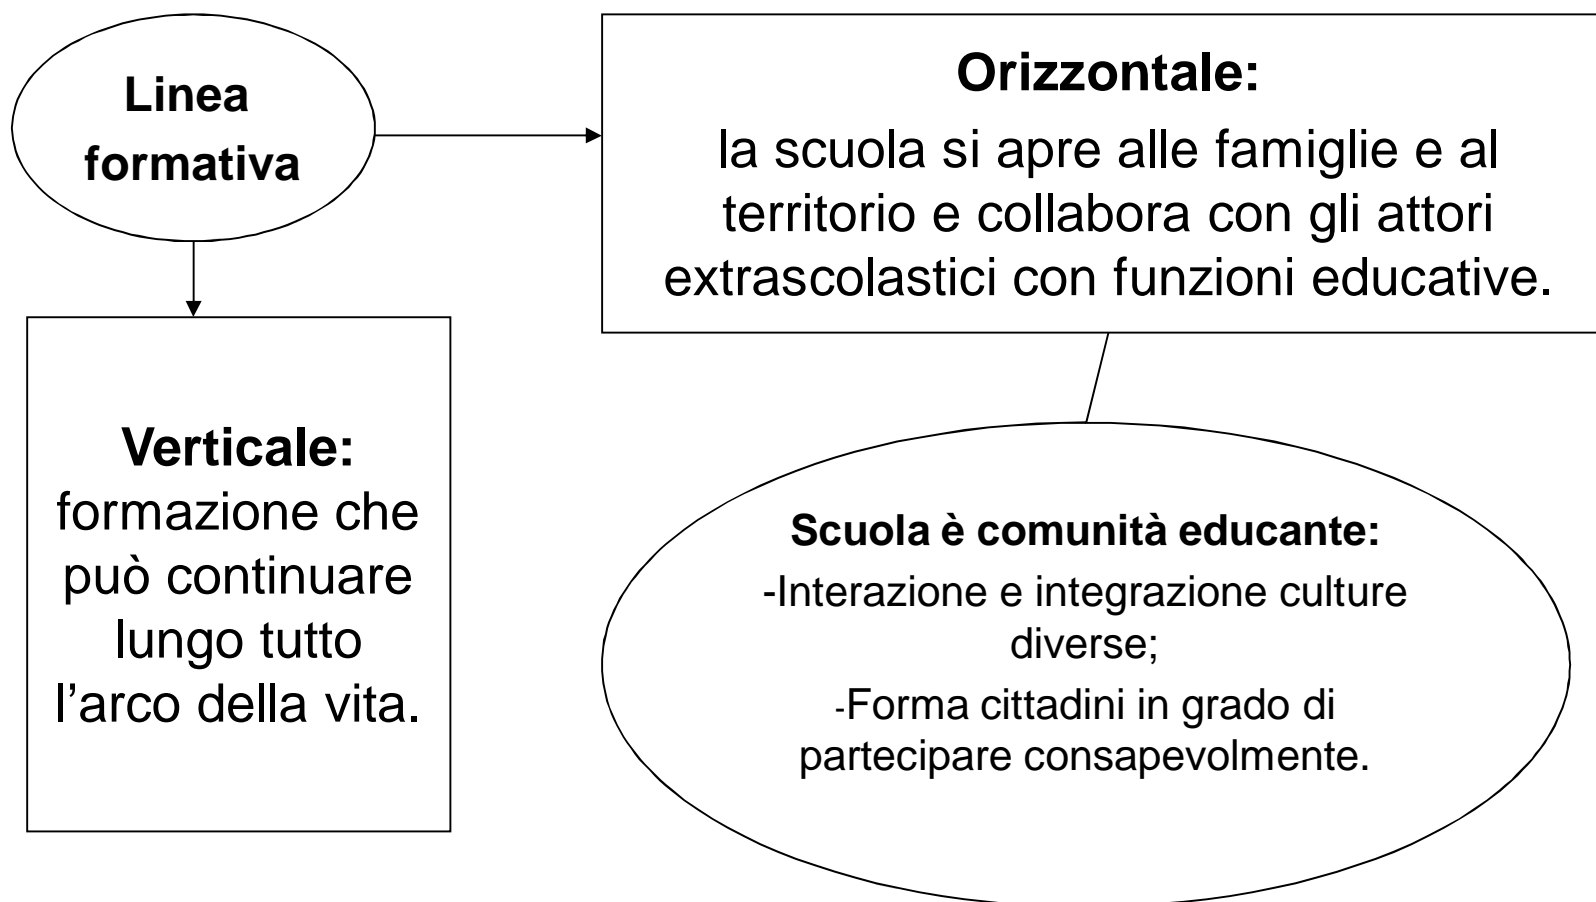 Linea
formativa
Orizzontale:
la scuola si apre alle famiglie e al
territorio e collabora con gli attori
extrascolastici con funzioni educative.
Verticale:
formazione che
può continuare
lungo tutto
l’arco della vita.
Scuola è comunità educante:
-Interazione e integrazione culture
diverse;
-Forma cittadini in grado di
partecipare consapevolmente.